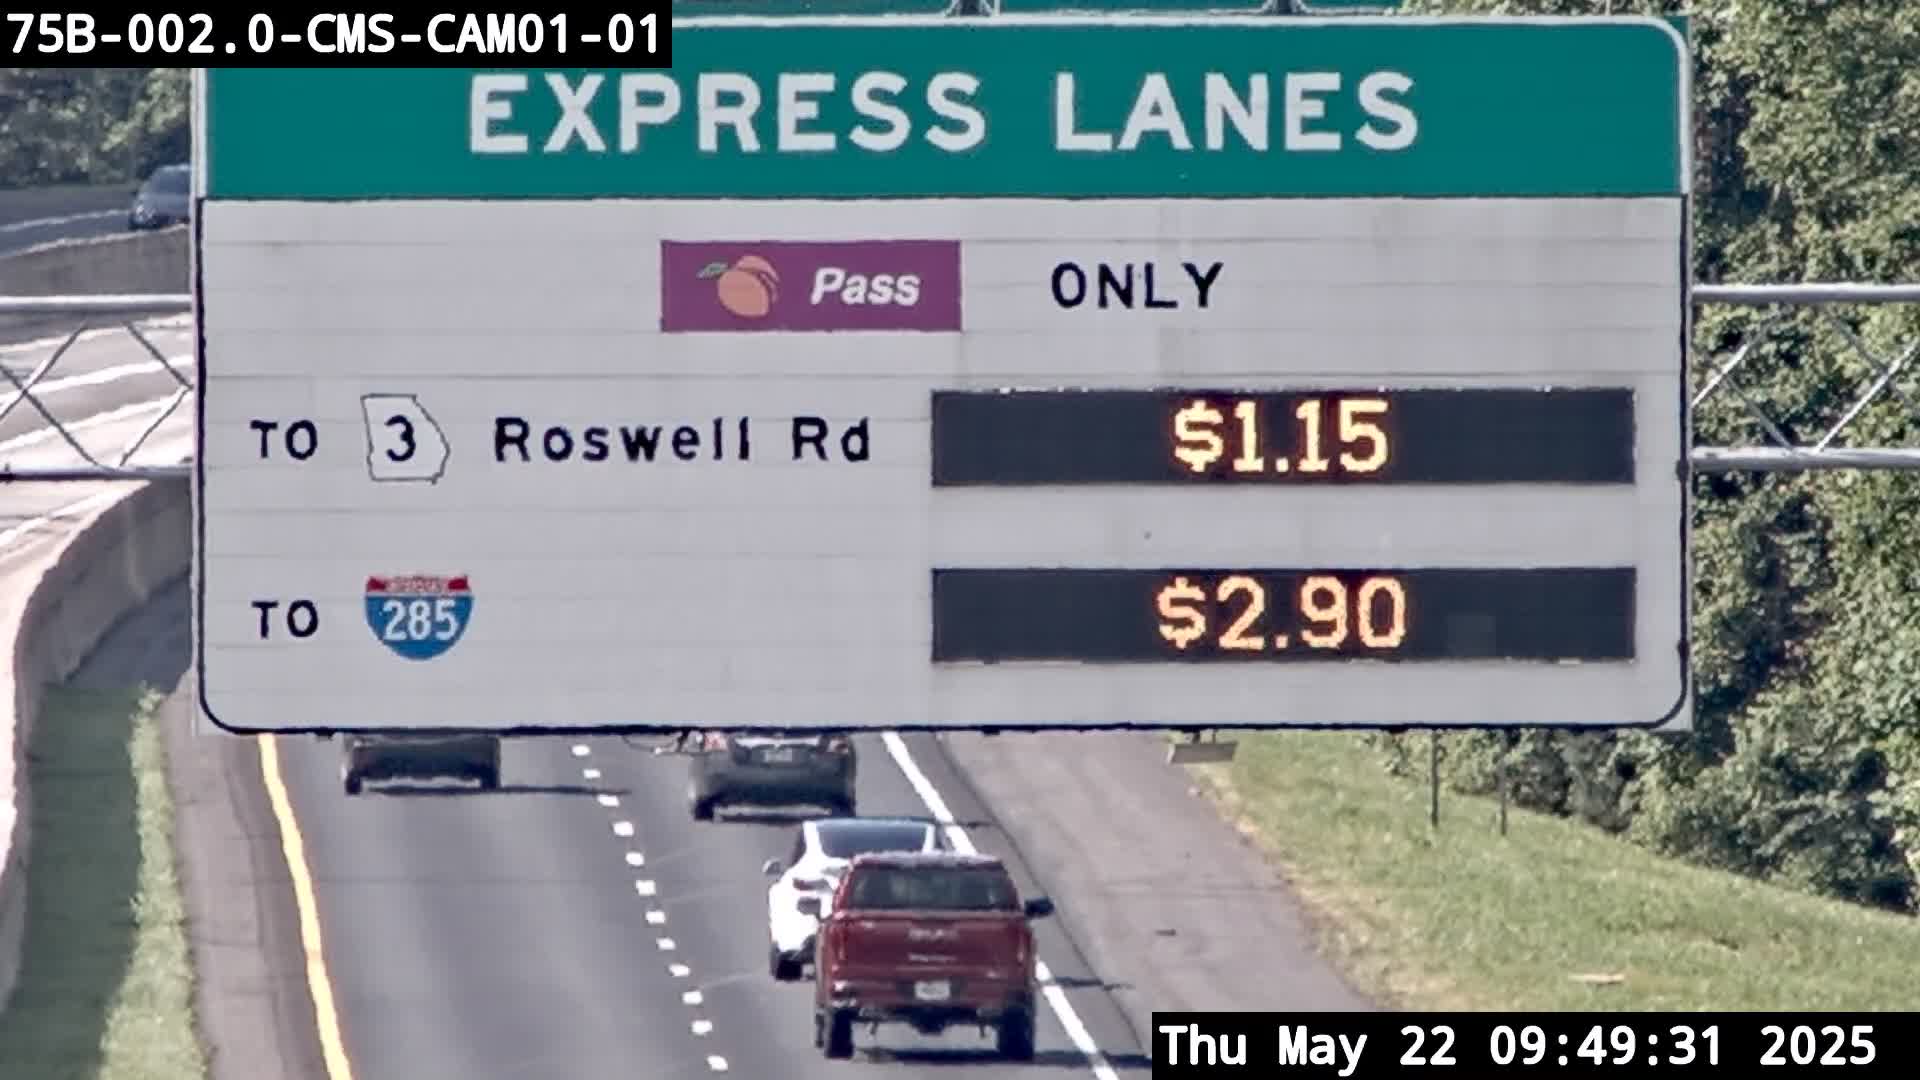 75B-002.0-CMS-CAM01-01
EXPRESS LANES
Pass ONLY
TO 3 Roswell Rd $1.15
TO 285 $2.90
Thu May 22 09:49:31 2025